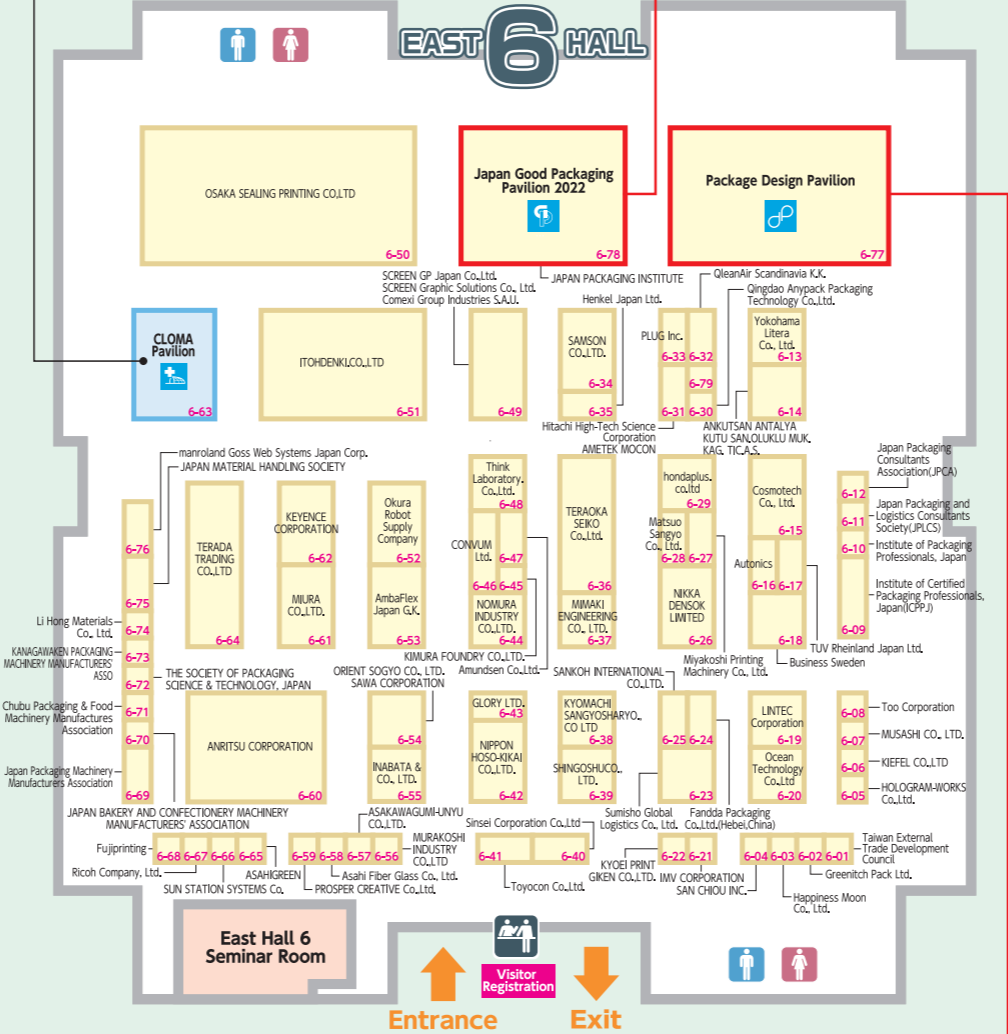 EAST 6 HALL
OSAKA SEALING PRINTING CO.,LTD
6-50
Japan Good Packaging
Pavilion 2022
6-78
Package Design Pavilion
6-77
JAPAN PACKAGING INSTITUTE
SCREEN GP Japan Co.,Ltd.
SCREEN Graphic Solutions Co., Ltd.
Comexi Group Industries S.A.U.
Henkel Japan Ltd.
QleanAir Scandinavia K.K.
Qingdao Anypack Packaging
Technology Co.,Ltd.
CLOMA
Pavilion
6-63
ITOHDENKI.CO.,LTD
6-51
6-49
SAMSON
CO.,LTD.
6-34
6-35
PLUG Inc.
6-33
6-32
6-79
6-31
6-30
Yokohama
Litera
Co., Ltd.
6-13
6-14
Hitachi High-Tech Science
Corporation
AMETEK MOCON
ANKUTSAN ANTALYA
KUTU SAN.OLUKLU MUK.
KAG. TIC.A.S.
manroland Goss Web Systems Japan Corp.
JAPAN MATERIAL HANDLING SOCIETY
6-76
6-75
6-74
6-73
6-72
6-71
6-70
6-69
Li Hong Materials
Co., Ltd.
KANAGAWAKEN PACKAGING
MACHINERY MANUFACTURERS'
ASSO
THE SOCIETY OF PACKAGING
SCIENCE & TECHNOLOGY, JAPAN
Chubu Packaging & Food
Machinery Manufactures
Association
Japan Packaging Machinery
Manufacturers Association
JAPAN BAKERY AND CONFECTIONERY MACHINERY
MANUFACTURERS' ASSOCIATION
TERADA
TRADING
CO.,LTD
6-64
KEYENCE
CORPORATION
6-62
MIURA
CO.,LTD.
6-61
Okura
Robot
Supply
Company
6-52
AmbaFlex
Japan G.K.
6-53
Think
Laboratory.
Co.,Ltd.
6-48
CONVUM
Ltd.
6-47
6-46
6-45
NOMURA
INDUSTRY
CO.,LTD.
6-44
KIMURA FOUNDRY CO.,LTD.
Amundsen Co.,Ltd.
TERAOKA
SEIKO
Co.,Ltd.
6-36
MIMAKI
ENGINEERING
CO., LTD.
6-37
hondaplus.
co.ltd
6-29
Matsuo
Sangyo
Co., Ltd.
6-28
6-27
NIKKA
DENSOK
LIMITED
6-26
Miyakoshi Printing
Machinery Co., Ltd.
Cosmotech
Co., Ltd.
6-15
Autonics
6-16
6-17
6-18
TUV Rheinland Japan Ltd.
Business Sweden
Japan Packaging
Consultants
Association(JPCA)
6-12
Japan Packaging and
Logistics Consultants
Society(JPLCS)
6-11
6-10
Institute of Packaging
Professionals, Japan
Institute of Certified
Packaging Professionals,
Japan(ICPPJ)
6-09
ORIENT SOGYO CO., LTD.
SAWA CORPORATION
SANKOH INTERNATIONAL
CO.,LTD.
ANRITSU CORPORATION
6-60
6-54
INABATA &
CO., LTD.
6-55
GLORY LTD.
6-43
NIPPON
HOSO-KIKAI
CO.,LTD.
6-42
KYOMACHI
SANGYOSHARYO.,
CO LTD
6-38
SHINGOSHUCO.,
LTD.
6-39
6-25
6-24
6-23
LINTEC
Corporation
6-19
Ocean
Technology
Co.,Ltd
6-20
6-08
Too Corporation
6-07
MUSASHI CO., LTD.
6-06
KIEFEL CO.,LTD
6-05
HOLOGRAM-WORKS
Co.,Ltd.
Sumisho Global
Logistics Co., Ltd.
Fandda Packaging
Co.,Ltd.(Hebei,China)
ASAKAWAGUMI-UNYU
CO.,LTD.
Sinsei Corporation Co.,Ltd
Fujiprinting
6-68
6-67
6-66
6-65
Ricoh Company, Ltd.
SUN STATION SYSTEMS Co.
ASAHIGREEN
6-59
6-58
6-57
6-56
MURAKOSHI
INDUSTRY
CO.,LTD
Asahi Fiber Glass Co., Ltd.
PROSPER CREATIVE Co.,Ltd.
6-41
6-40
Toyocon Co.,Ltd.
KYOEI PRINT
GIKEN CO.,LTD.
6-22
6-21
IMV CORPORATION
SAN CHIOU INC.
6-04
6-03
6-02
6-01
Taiwan External
Trade Development
Council
Greenitch Pack Ltd.
Happiness Moon
Co., Ltd.
East Hall 6
Seminar Room
Visitor
Registration
Entrance
Exit